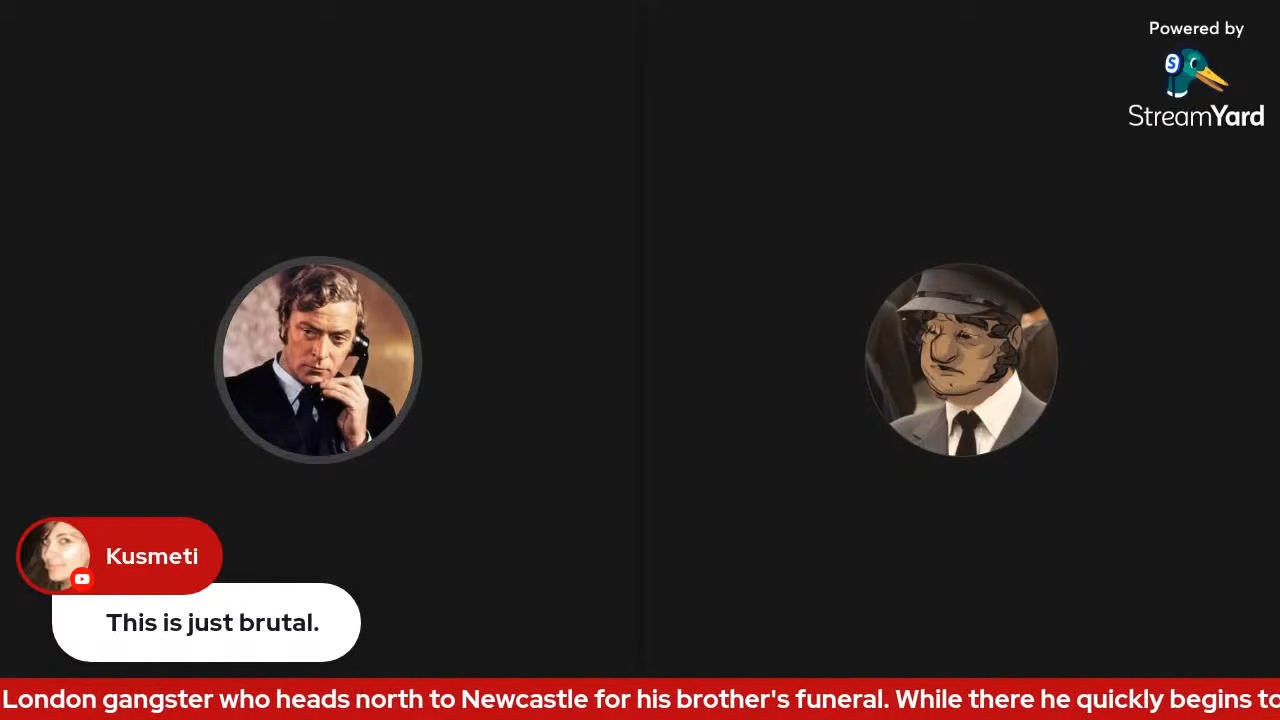 Powered by
S
StreamYard
Kusmeti
This is just brutal.
London gangster who heads north to Newcastle for his brother's funeral. While there he quickly begins to